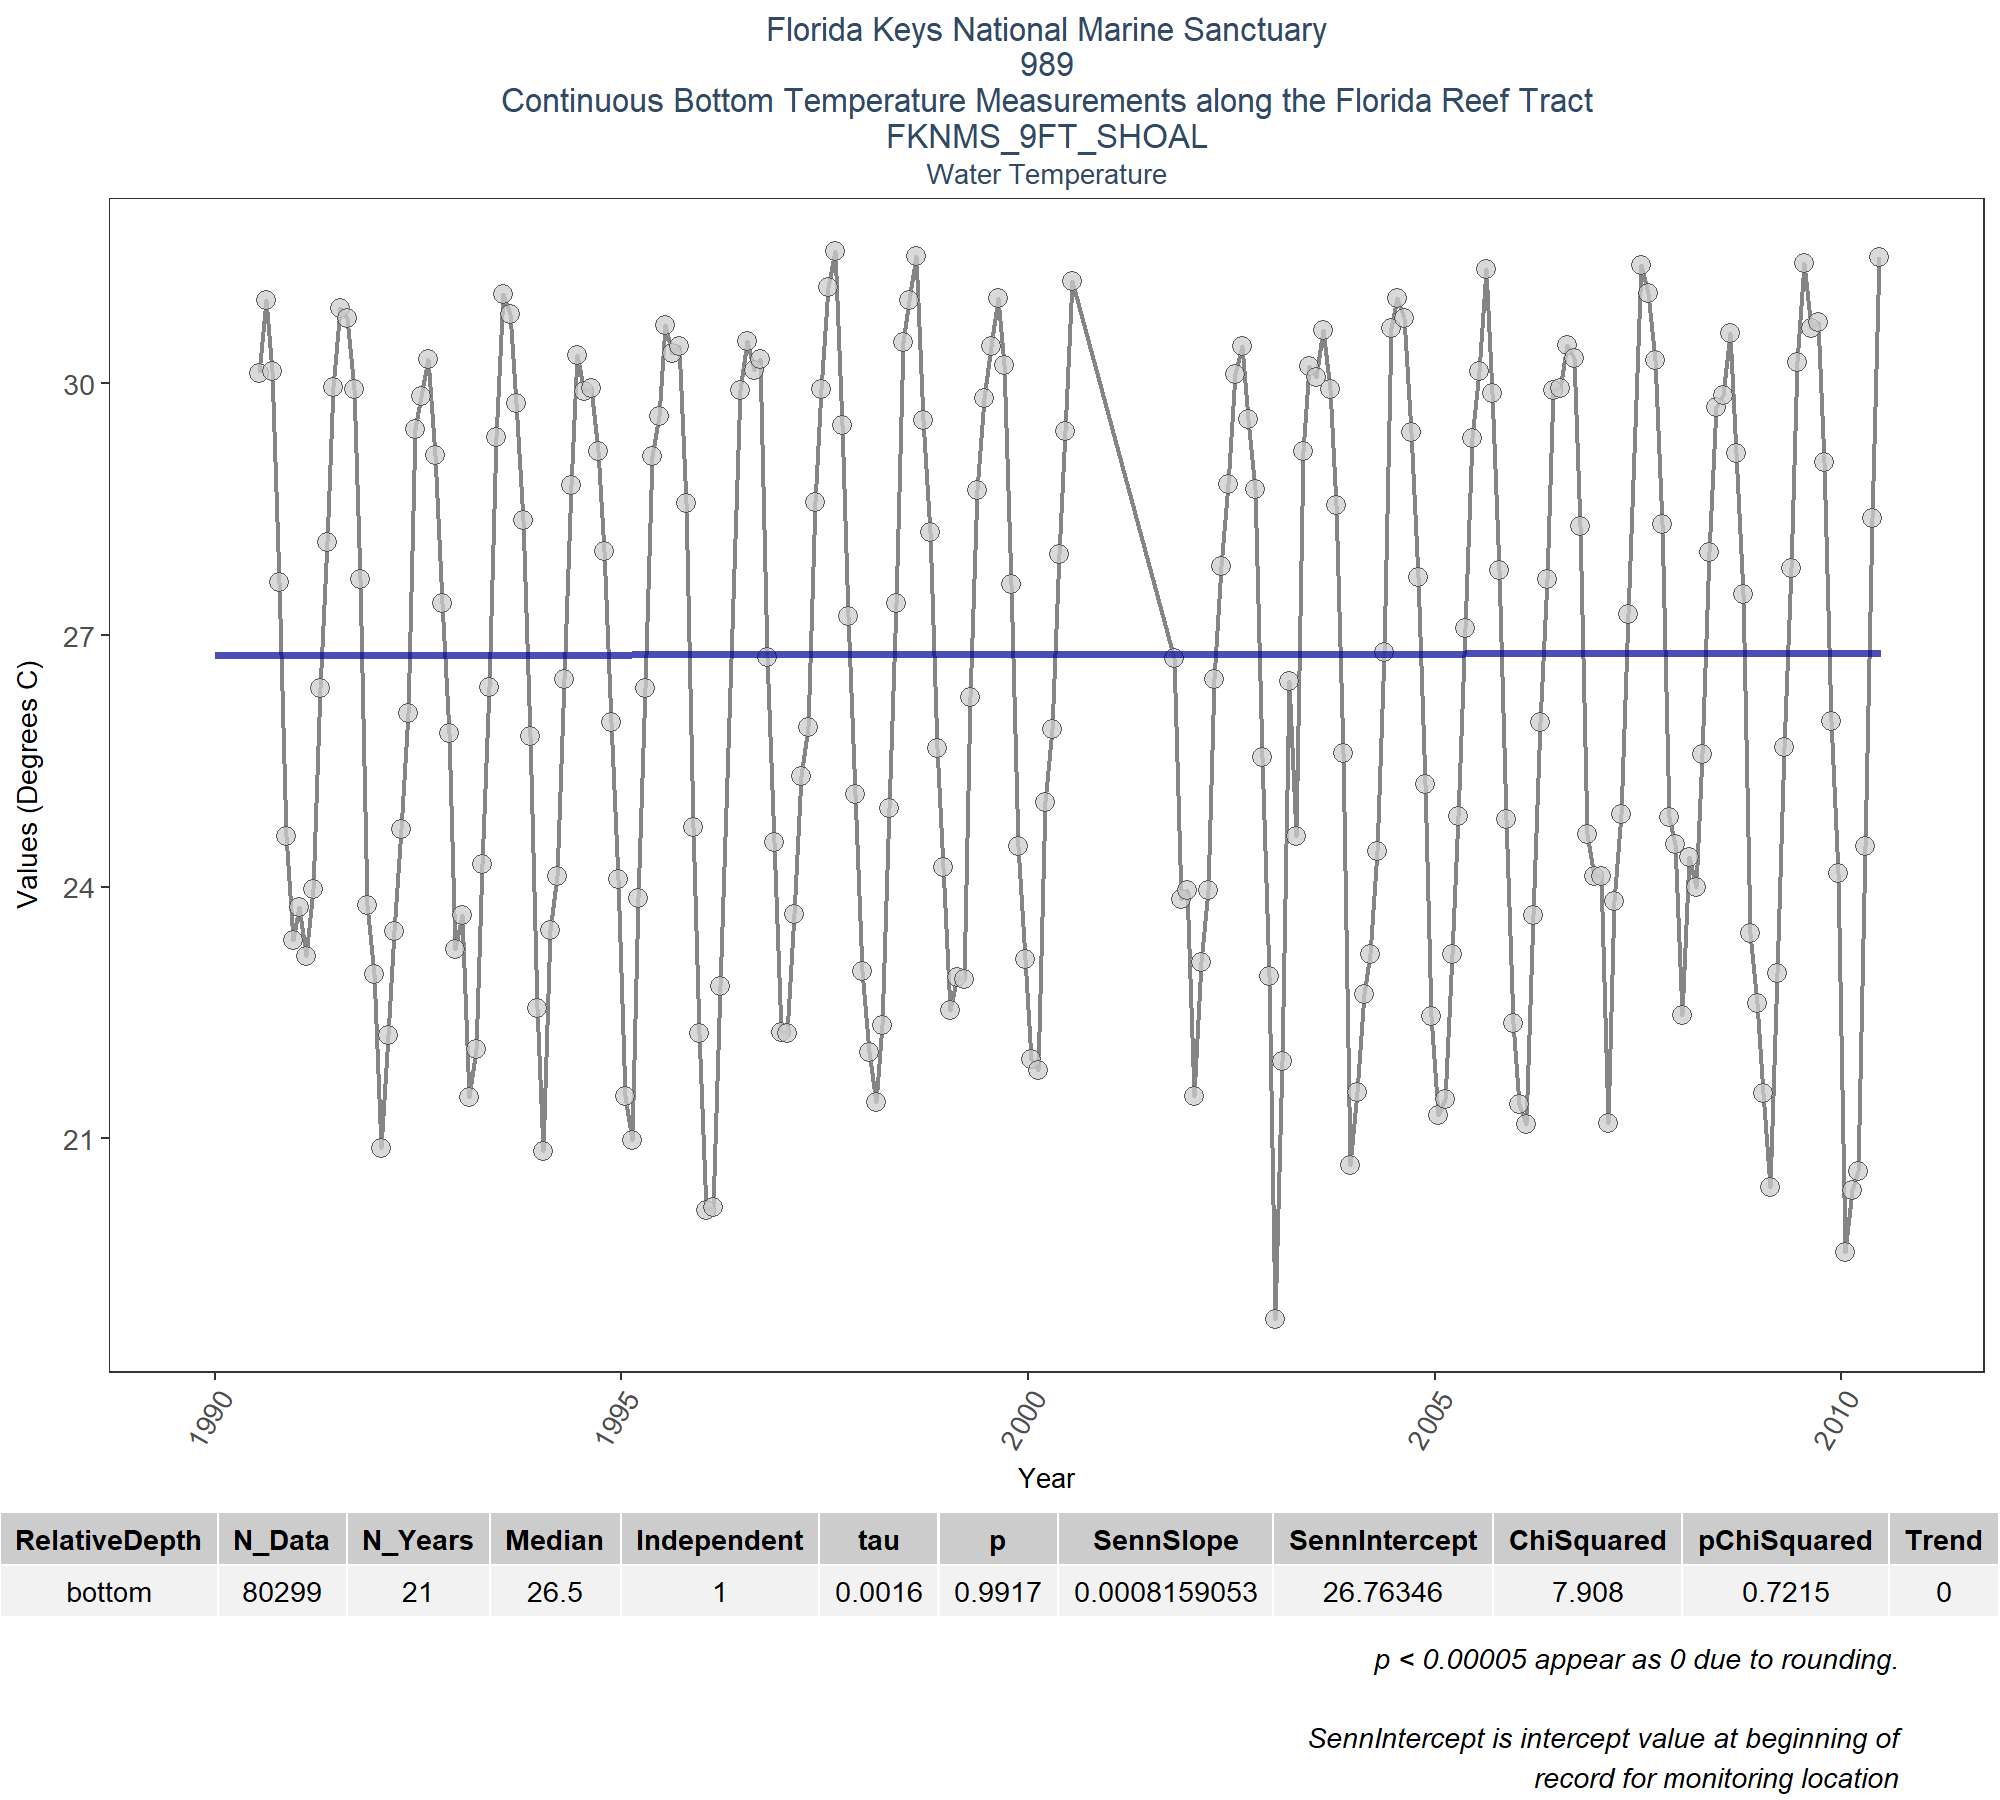 Florida Keys National Marine Sanctuary
989
Continuous Bottom Temperature Measurements along the Florida Reef Tract
FKNMS_9FT_SHOAL
Water Temperature
Values (Degrees C)
30
27
24
21
1990 1995 2000 2005 2010
Year
RelativeDepth N_Data N_Years Median Independent tau p SennSlope SennIntercept ChiSquared pChiSquared Trend
bottom 80299 21 26.5 1 0.0016 0.9917 0.0008159053 26.76346 7.908 0.7215 0
p < 0.00005 appear as 0 due to rounding.
SennIntercept is intercept value at beginning of
record for monitoring location